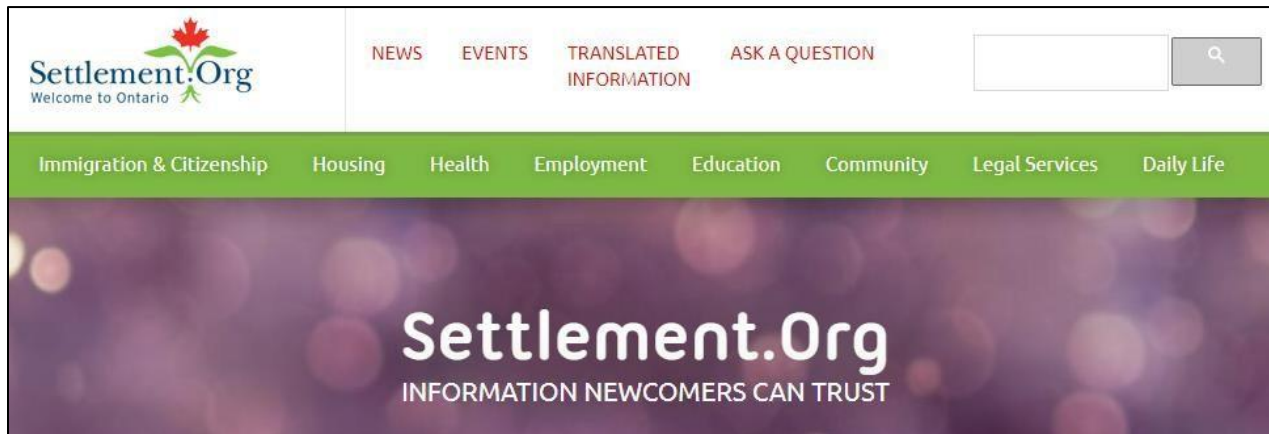 Settlement.Org
Welcome to Ontario
NEWS EVENTS TRANSLATED INFORMATION ASK A QUESTION
Immigration & Citizenship Housing Health Employment Education Community Legal Services Daily Life
Settlement.Org
INFORMATION NEWCOMERS CAN TRUST